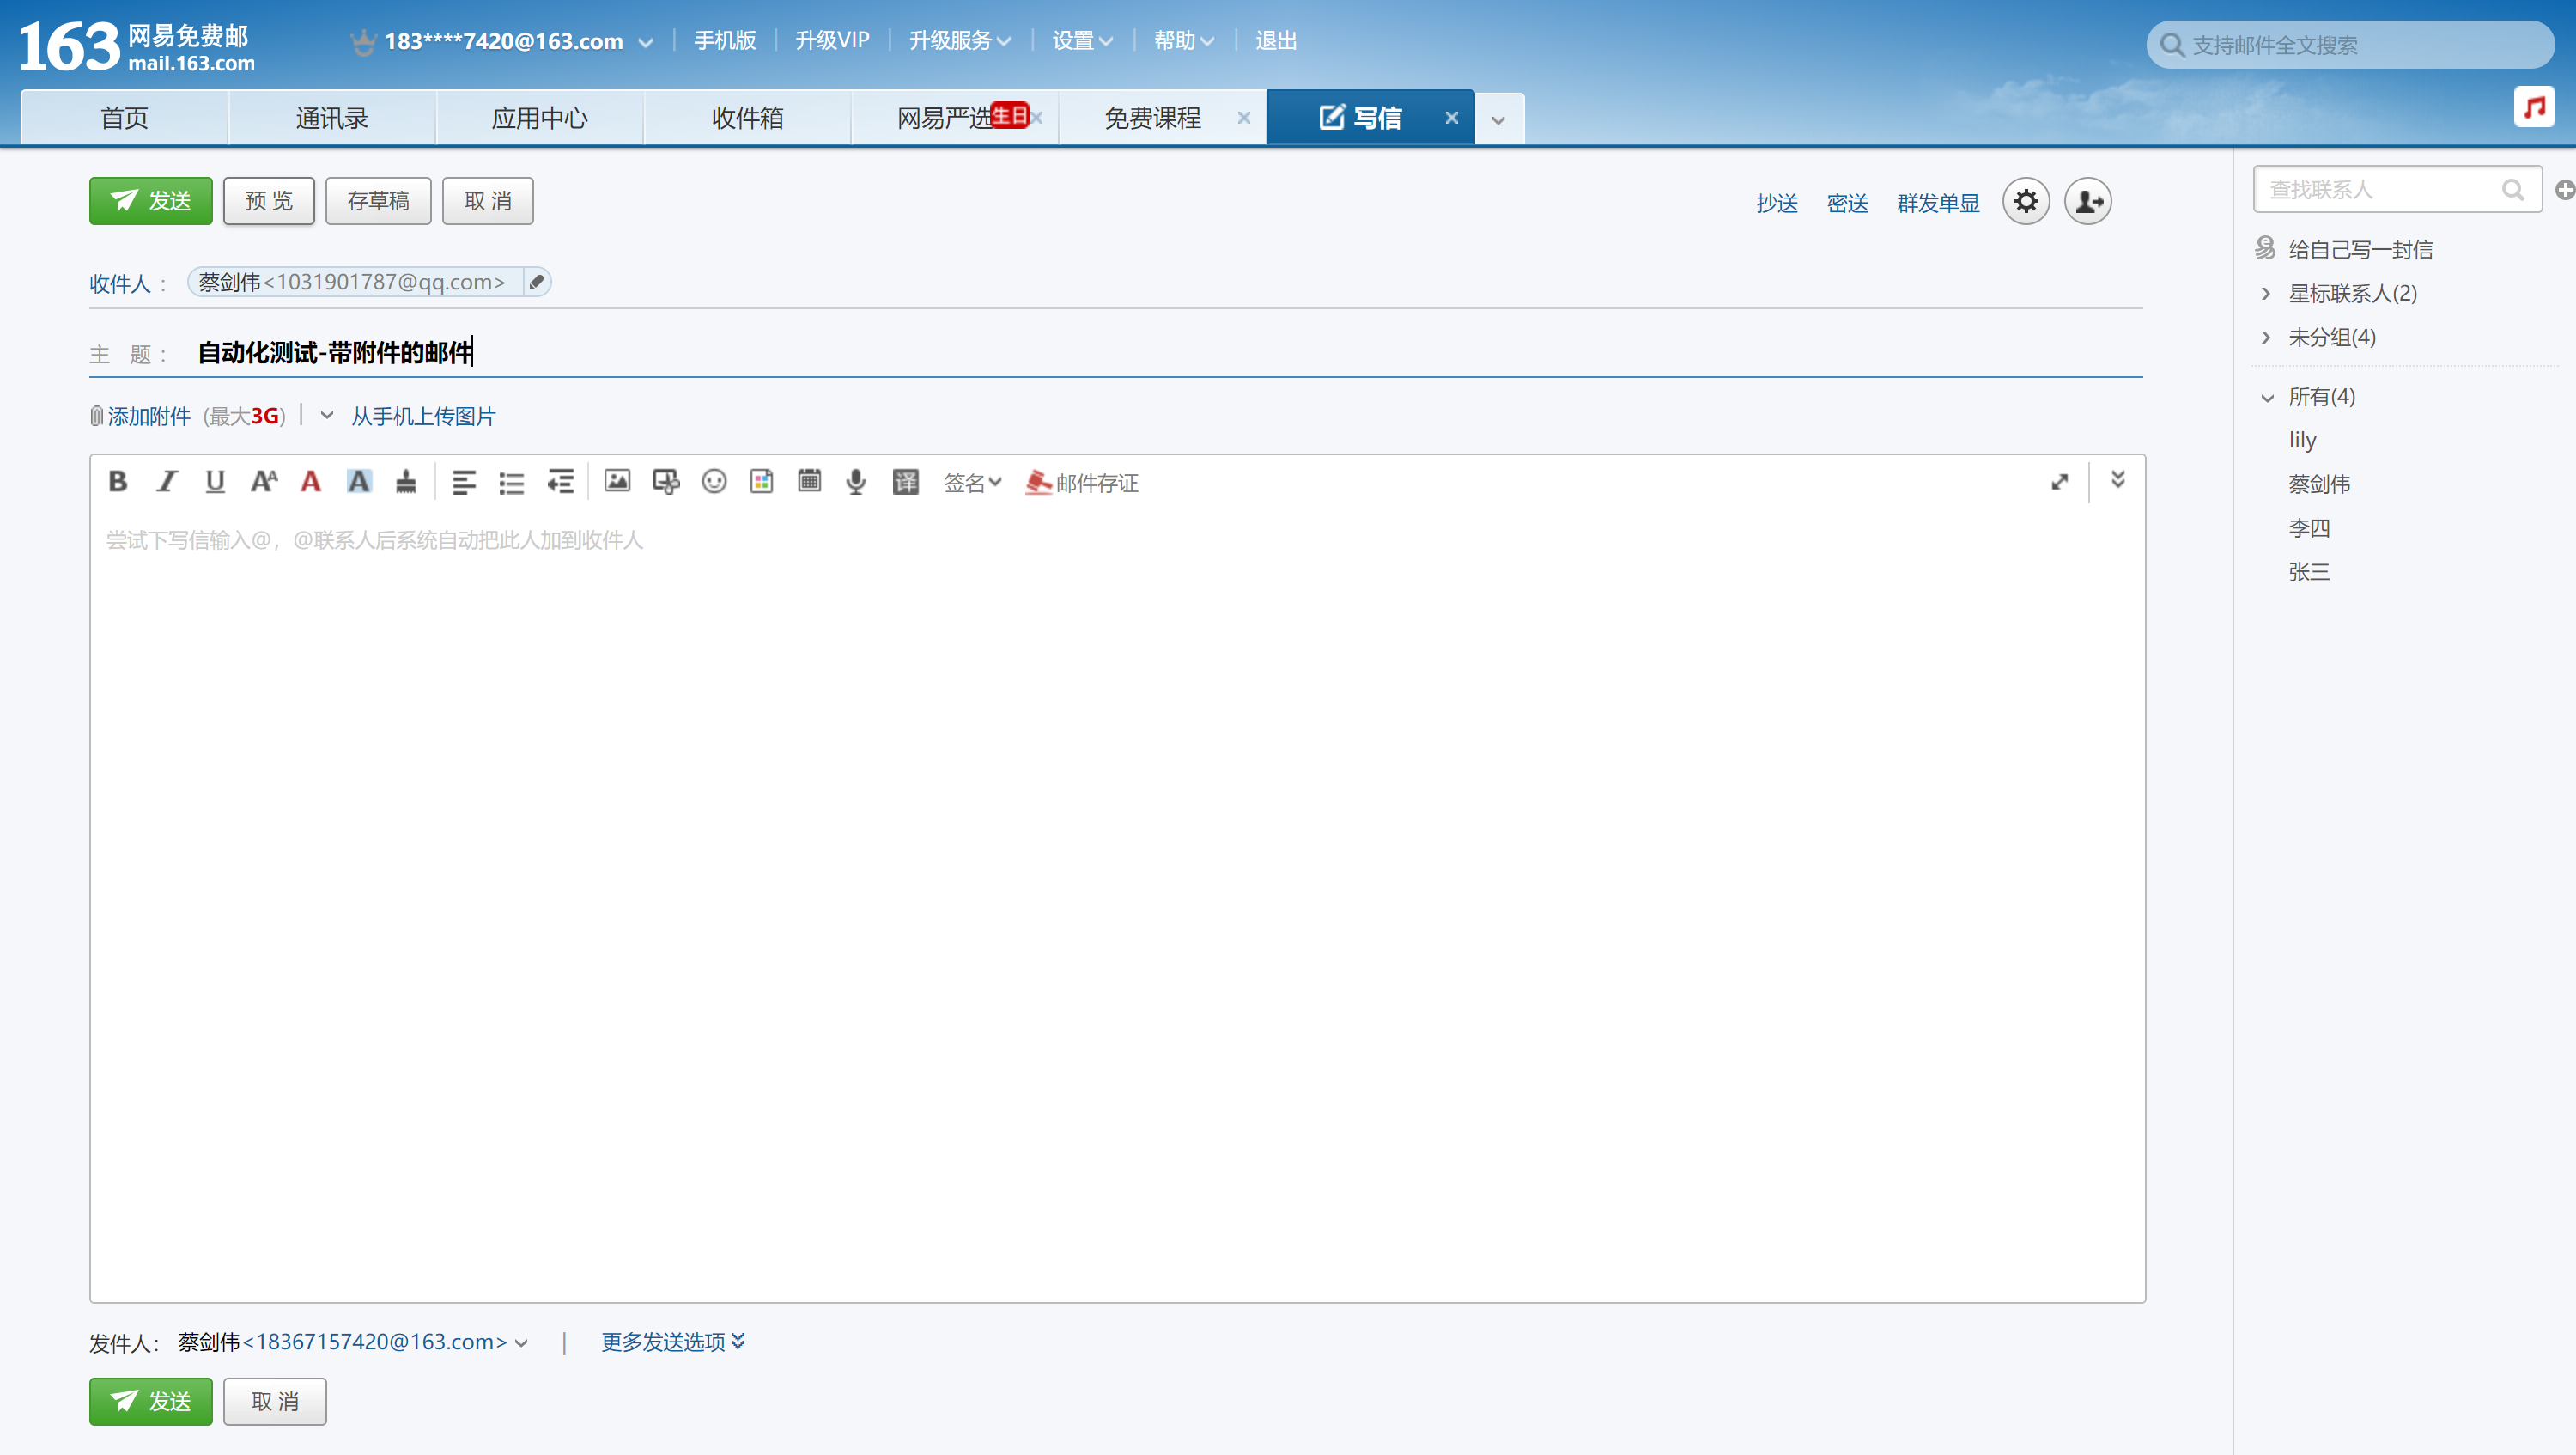 163 网易免费邮
mail.163.com
183****7420@163.com
手机版
升级VIP
升级服务
设置
帮助
退出
支持邮件全文搜索
首页
通讯录
应用中心
收件箱
网易严选 生日
免费课程
写信
发送
预 览
存草稿
取 消
抄送
密送
群发单显
收件人：
蔡剑伟<1031901787@qq.com>
主 题：
自动化测试-带附件的邮件
添加附件 (最大3G)
从手机上传图片
B I U AA A A
译
签名
邮件存证
尝试下写信输入@，@联系人后系统自动把此人加到收件人
发件人：
蔡剑伟<18367157420@163.com>
更多发送选项
发送
取 消
查找联系人
给自己写一封信
星标联系人(2)
未分组(4)
所有(4)
lily
蔡剑伟
李四
张三